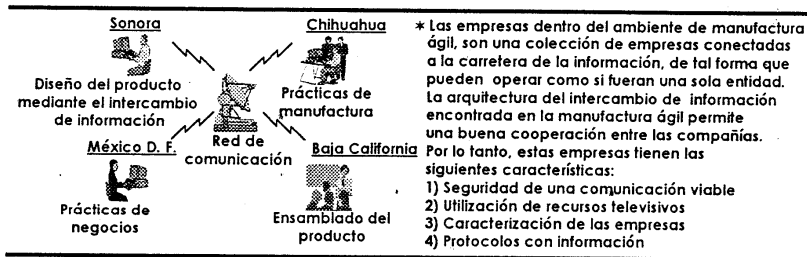 Sonora
Diseño del producto
mediante el intercambio
de información
Chihuahua
Prácticas de
manufactura
Red de
comunicación
México D. F.
Prácticas de
negocios
Baja California
Ensamblado del
producto
* Las empresas dentro del ambiente de manufactura
ágil, son una colección de empresas conectadas
a la carretera de la información, de tal forma que
pueden operar como si fueran una sola entidad.
La arquitectura del intercambio de información
encontrada en la manufactura ágil permite
una buena cooperación entre las compañías.
Por lo tanto, estas empresas tienen las
siguientes características:
1) Seguridad de una comunicación viable
2) Utilización de recursos televisivos
3) Caracterización de las empresas
4) Protocolos con información